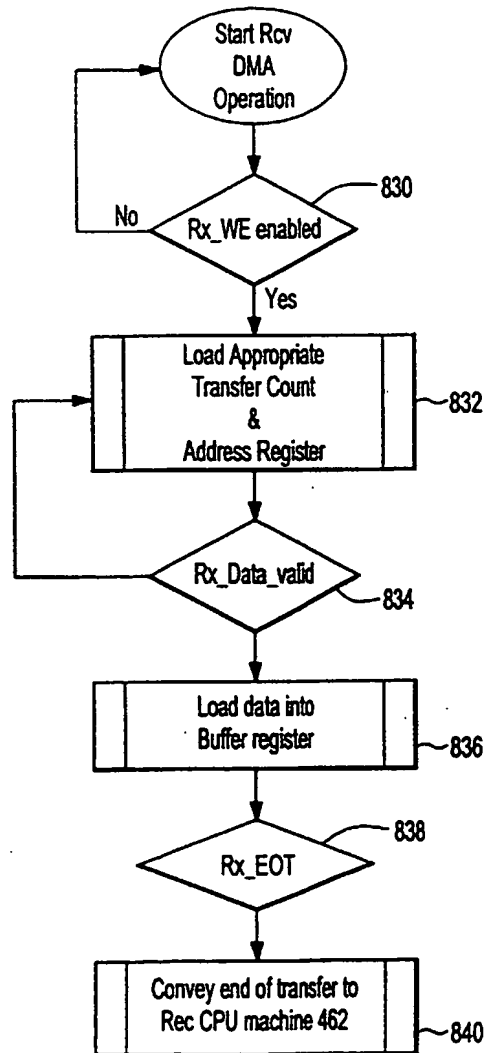 Start Rcv
DMA
Operation
830
No
Rx_WE enabled
Yes
Load Appropriate
Transfer Count
&
Address Register
832
Rx_Data_valid
834
Load data into
Buffer register
836
838
Rx_EOT
Convey end of transfer to
Rec CPU machine 462
840